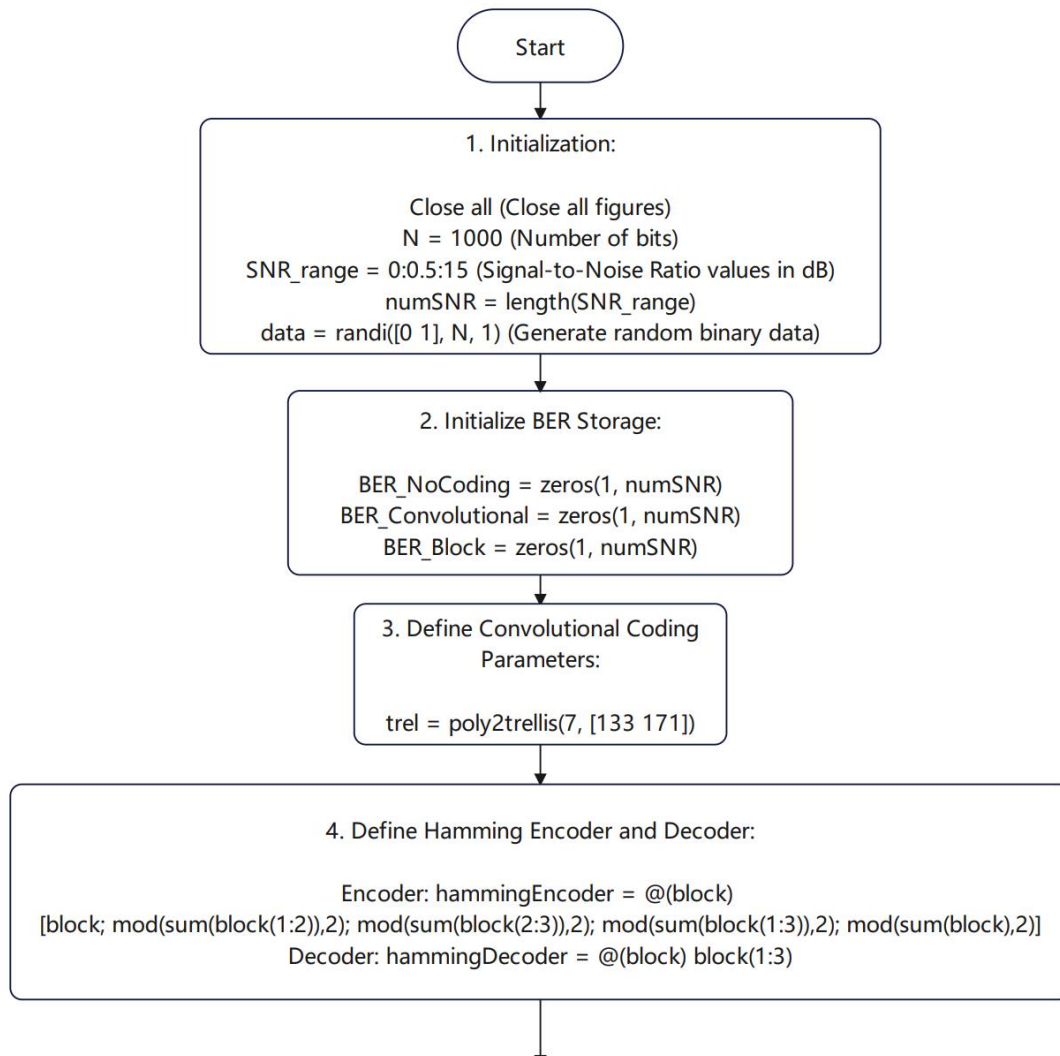 Start
1. Initialization:
Close all (Close all figures)
N = 1000 (Number of bits)
SNR_range = 0:0.5:15 (Signal-to-Noise Ratio values in dB)
numSNR = length(SNR_range)
data = randi([0 1], N, 1) (Generate random binary data)
2. Initialize BER Storage:
BER_NoCoding = zeros(1, numSNR)
BER_Convolutional = zeros(1, numSNR)
BER_Block = zeros(1, numSNR)
3. Define Convolutional Coding
Parameters:
trel = poly2trellis(7, [133 171])
4. Define Hamming Encoder and Decoder:
Encoder: hammingEncoder = @(block)
[block; mod(sum(block(1:2)),2); mod(sum(block(2:3)),2); mod(sum(block(1:3)),2); mod(sum(block),2)]
Decoder: hammingDecoder = @(block) block(1:3)